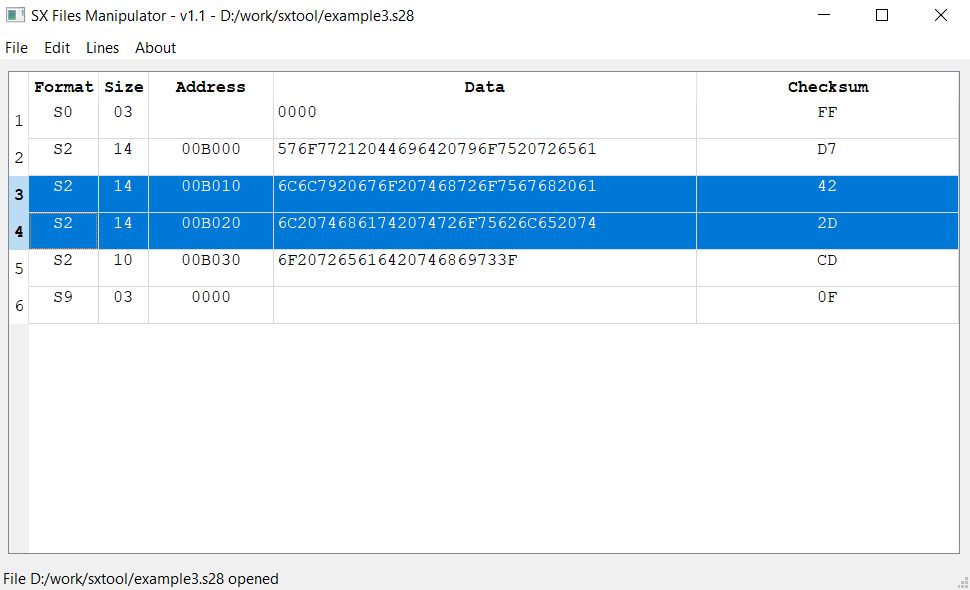 SX Files Manipulator - v1.1 - D:/work/sxtool/example3.s28
File Edit Lines About
Format Size Address Data Checksum
1 S0 03 0000 FF
2 S2 14 00B000 576F77212044696420796F7520726561 D7
3 S2 14 00B010 6C6C7920676F207468726F7567682061 42
4 S2 14 00B020 6C20746861742074726F75626C652074 2D
5 S2 10 00B030 6F207265616420746869733F CD
6 S9 03 0000 0F
File D:/work/sxtool/example3.s28 opened